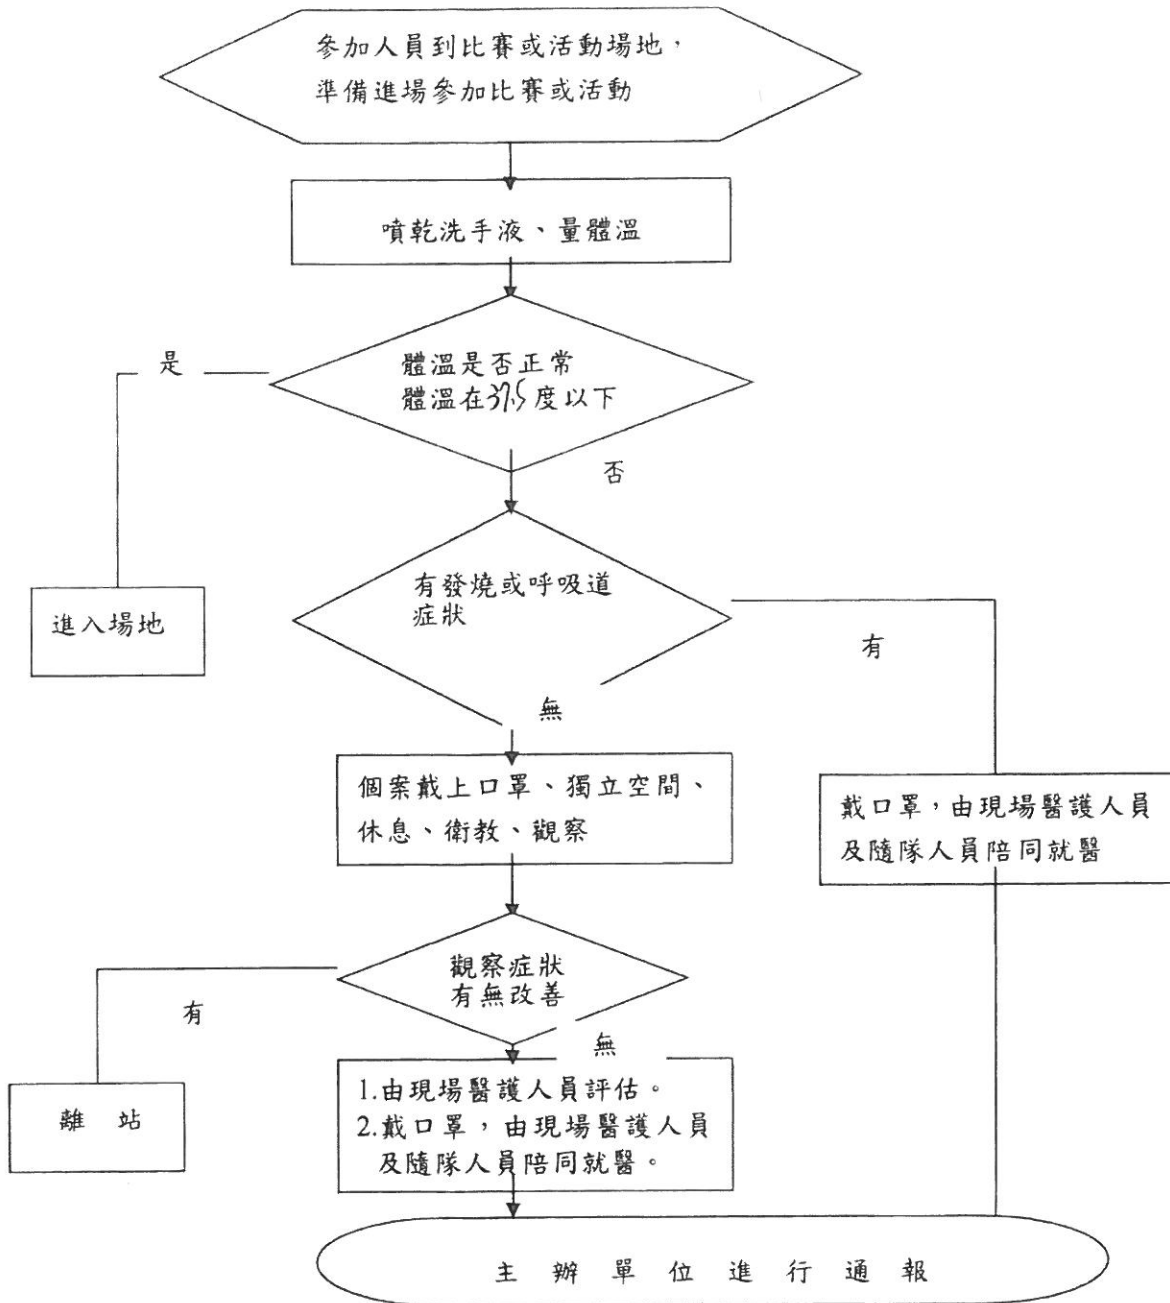 參加人員到比賽或活動場地，
準備進場參加比賽或活動
噴乾洗手液、量體溫
是
體溫是否正常
體溫在37.5度以下
否
有發燒或呼吸道
症狀
進入場地
有
無
個案戴上口罩、獨立空間、
休息、衛教、觀察
戴口罩，由現場醫護人員
及隨隊人員陪同就醫
觀察症狀
有無改善
有
無
離 站
1.由現場醫護人員評估。
2.戴口罩，由現場醫護人員
及隨隊人員陪同就醫。
主 辦 單 位 進 行 通 報